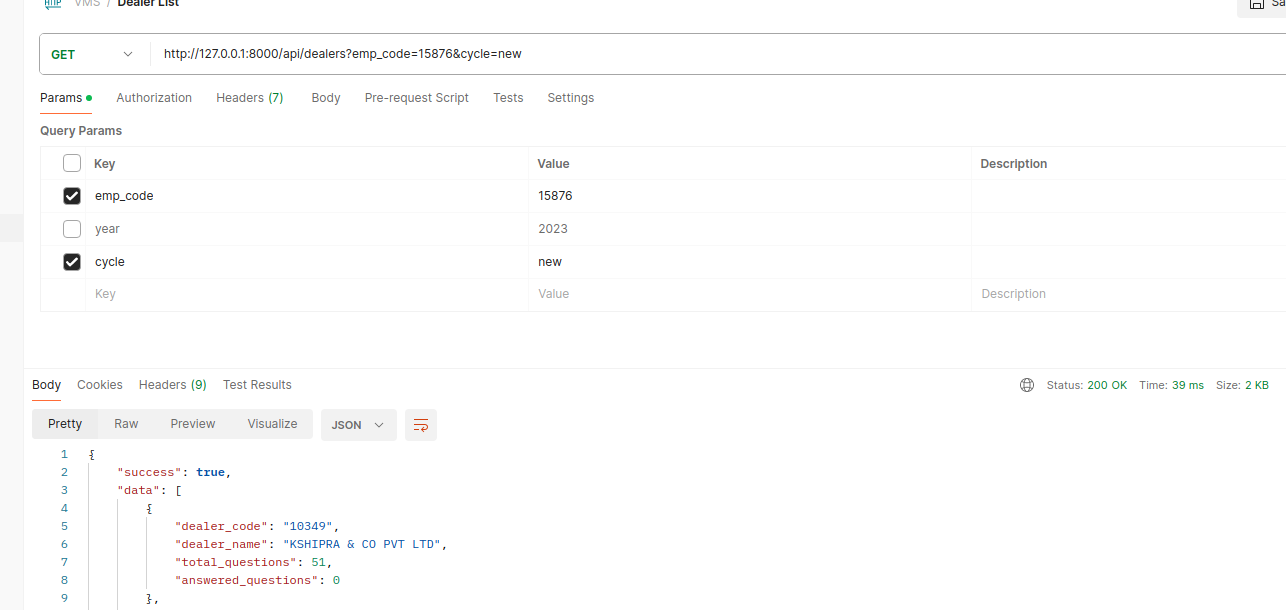 HTTP VMS / Dealer List
GET http://127.0.0.1:8000/api/dealers?emp_code=15876&cycle=new
Params Authorization Headers (7) Body Pre-request Script Tests Settings
Query Params
Key Value Description
emp_code 15876
year 2023
cycle new
Key Value Description
Body Cookies Headers (9) Test Results Status: 200 OK Time: 39 ms Size: 2 KB
Pretty Raw Preview Visualize JSON
1 {
2 "success": true,
3 "data": [
4 {
5 "dealer_code": "10349",
6 "dealer_name": "KSHIPRA & CO PVT LTD",
7 "total_questions": 51,
8 "answered_questions": 0
9 },